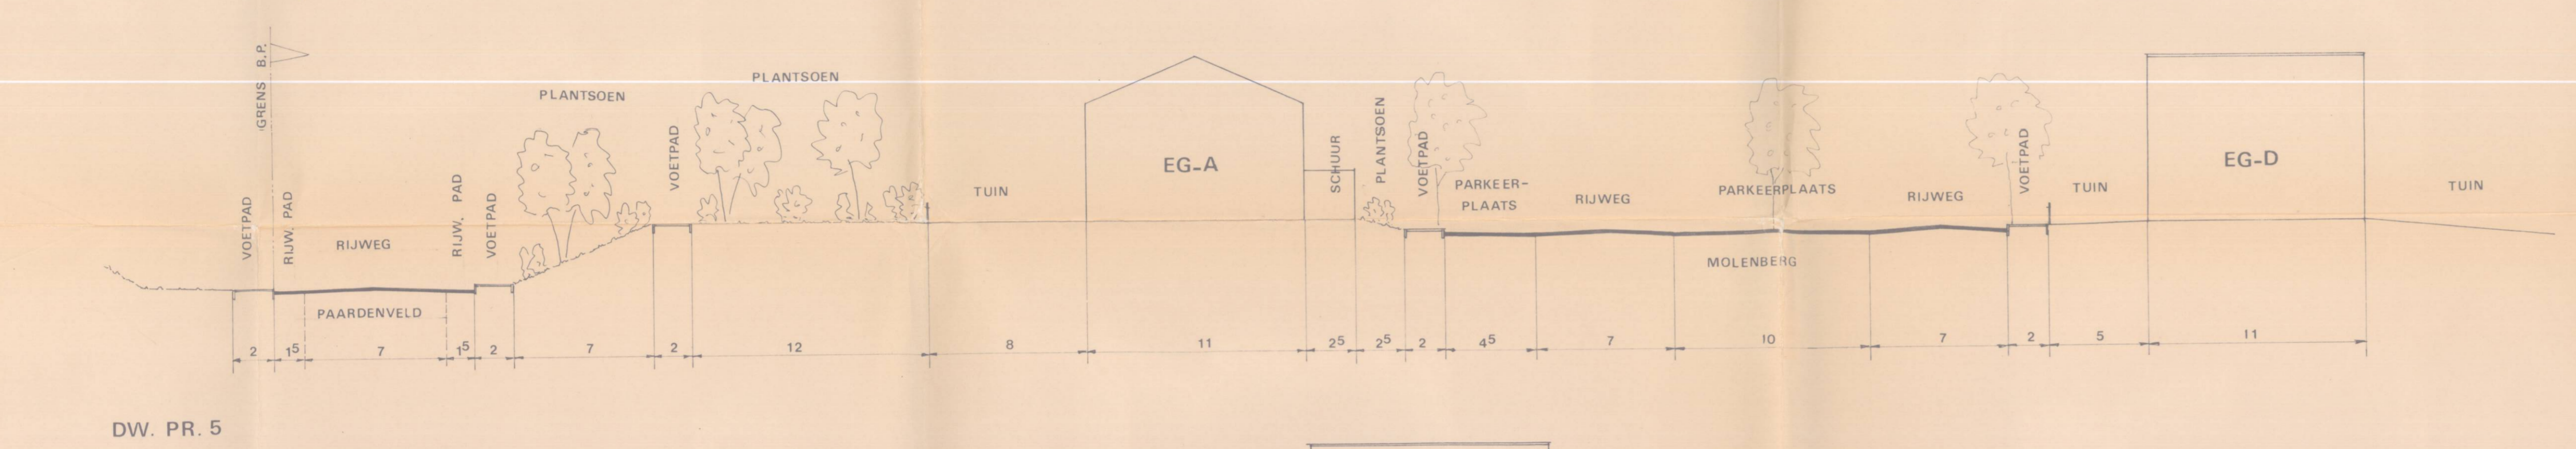 GRENS B.P.
VOETPAD
RIJW. PAD
RIJWEG
RIJW. PAD
VOETPAD
PLANTSOEN
VOETPAD
PLANTSOEN
TUIN
EG-A
SCHUUR
PLANTSOEN
VOETPAD
PARKEER-
PLAATS
RIJWEG
PARKEERPLAATS
RIJWEG
VOETPAD
TUIN
EG-D
TUIN
PAARDENVELD
MOLENBERG
2 1⁵ 7 1⁵ 2 7 2 12 8 11 2⁵ 2⁵ 2 4⁵ 7 10 7 2 5 11
DW. PR. 5